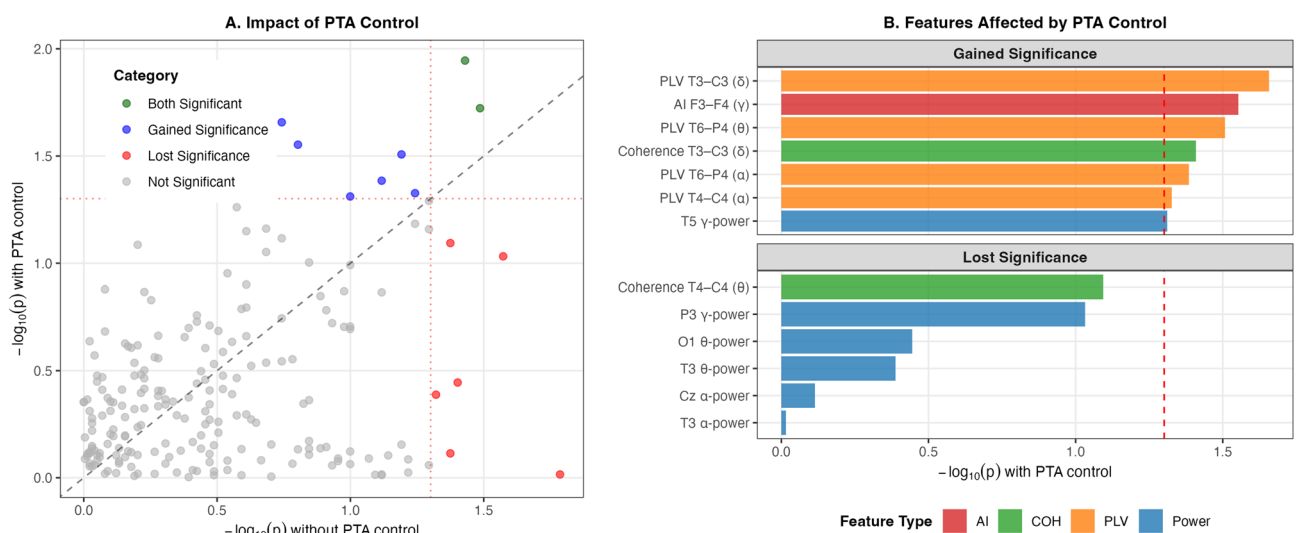 A. Impact of PTA Control
2.0
1.5
1.0
0.5
0.0
−log10(p) with PTA control
Category
Both Significant
Gained Significance
Lost Significance
Not Significant
0.0 0.5 1.0 1.5
−log10(p) without PTA control
B. Features Affected by PTA Control
Gained Significance
PLV T3–C3 (δ)
AI F3–F4 (γ)
PLV T6–P4 (θ)
Coherence T3–C3 (δ)
PLV T6–P4 (α)
PLV T4–C4 (α)
T5 γ-power
Lost Significance
Coherence T4–C4 (θ)
P3 γ-power
O1 θ-power
T3 θ-power
Cz α-power
T3 α-power
0.0 0.5 1.0 1.5
−log10(p) with PTA control
Feature Type AI COH PLV Power